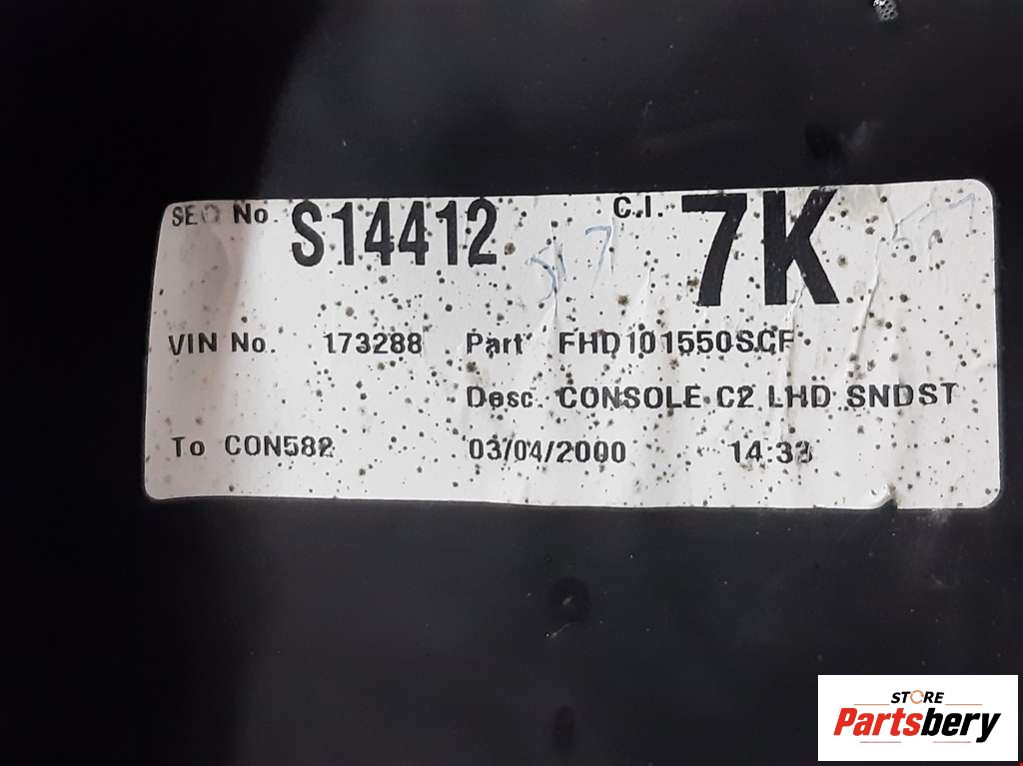 SEQ No. S14412 C.I. 7K
VIN No. 173288 Part FHD101550SCF
Desc. CONSOLE C2 LHD SNDST
To CON582 03/04/2000 14:33
STORE
Partsbery